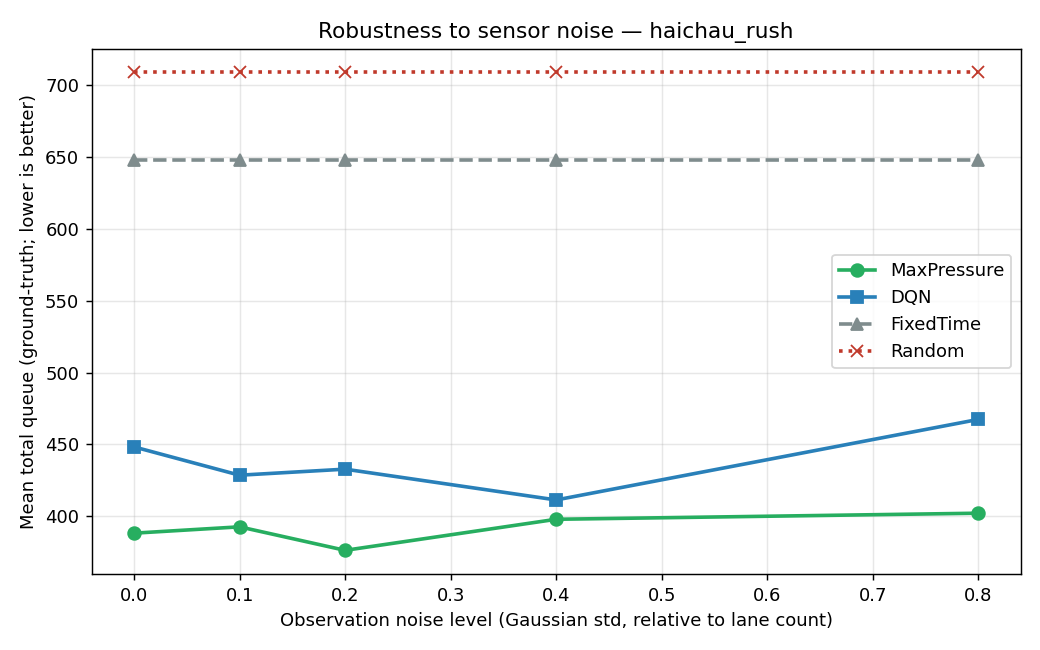 Robustness to sensor noise — haichau_rush
Mean total queue (ground-truth; lower is better)
700
650
600
550
500
450
400
MaxPressure
DQN
FixedTime
Random
0.0 0.1 0.2 0.3 0.4 0.5 0.6 0.7 0.8
Observation noise level (Gaussian std, relative to lane count)